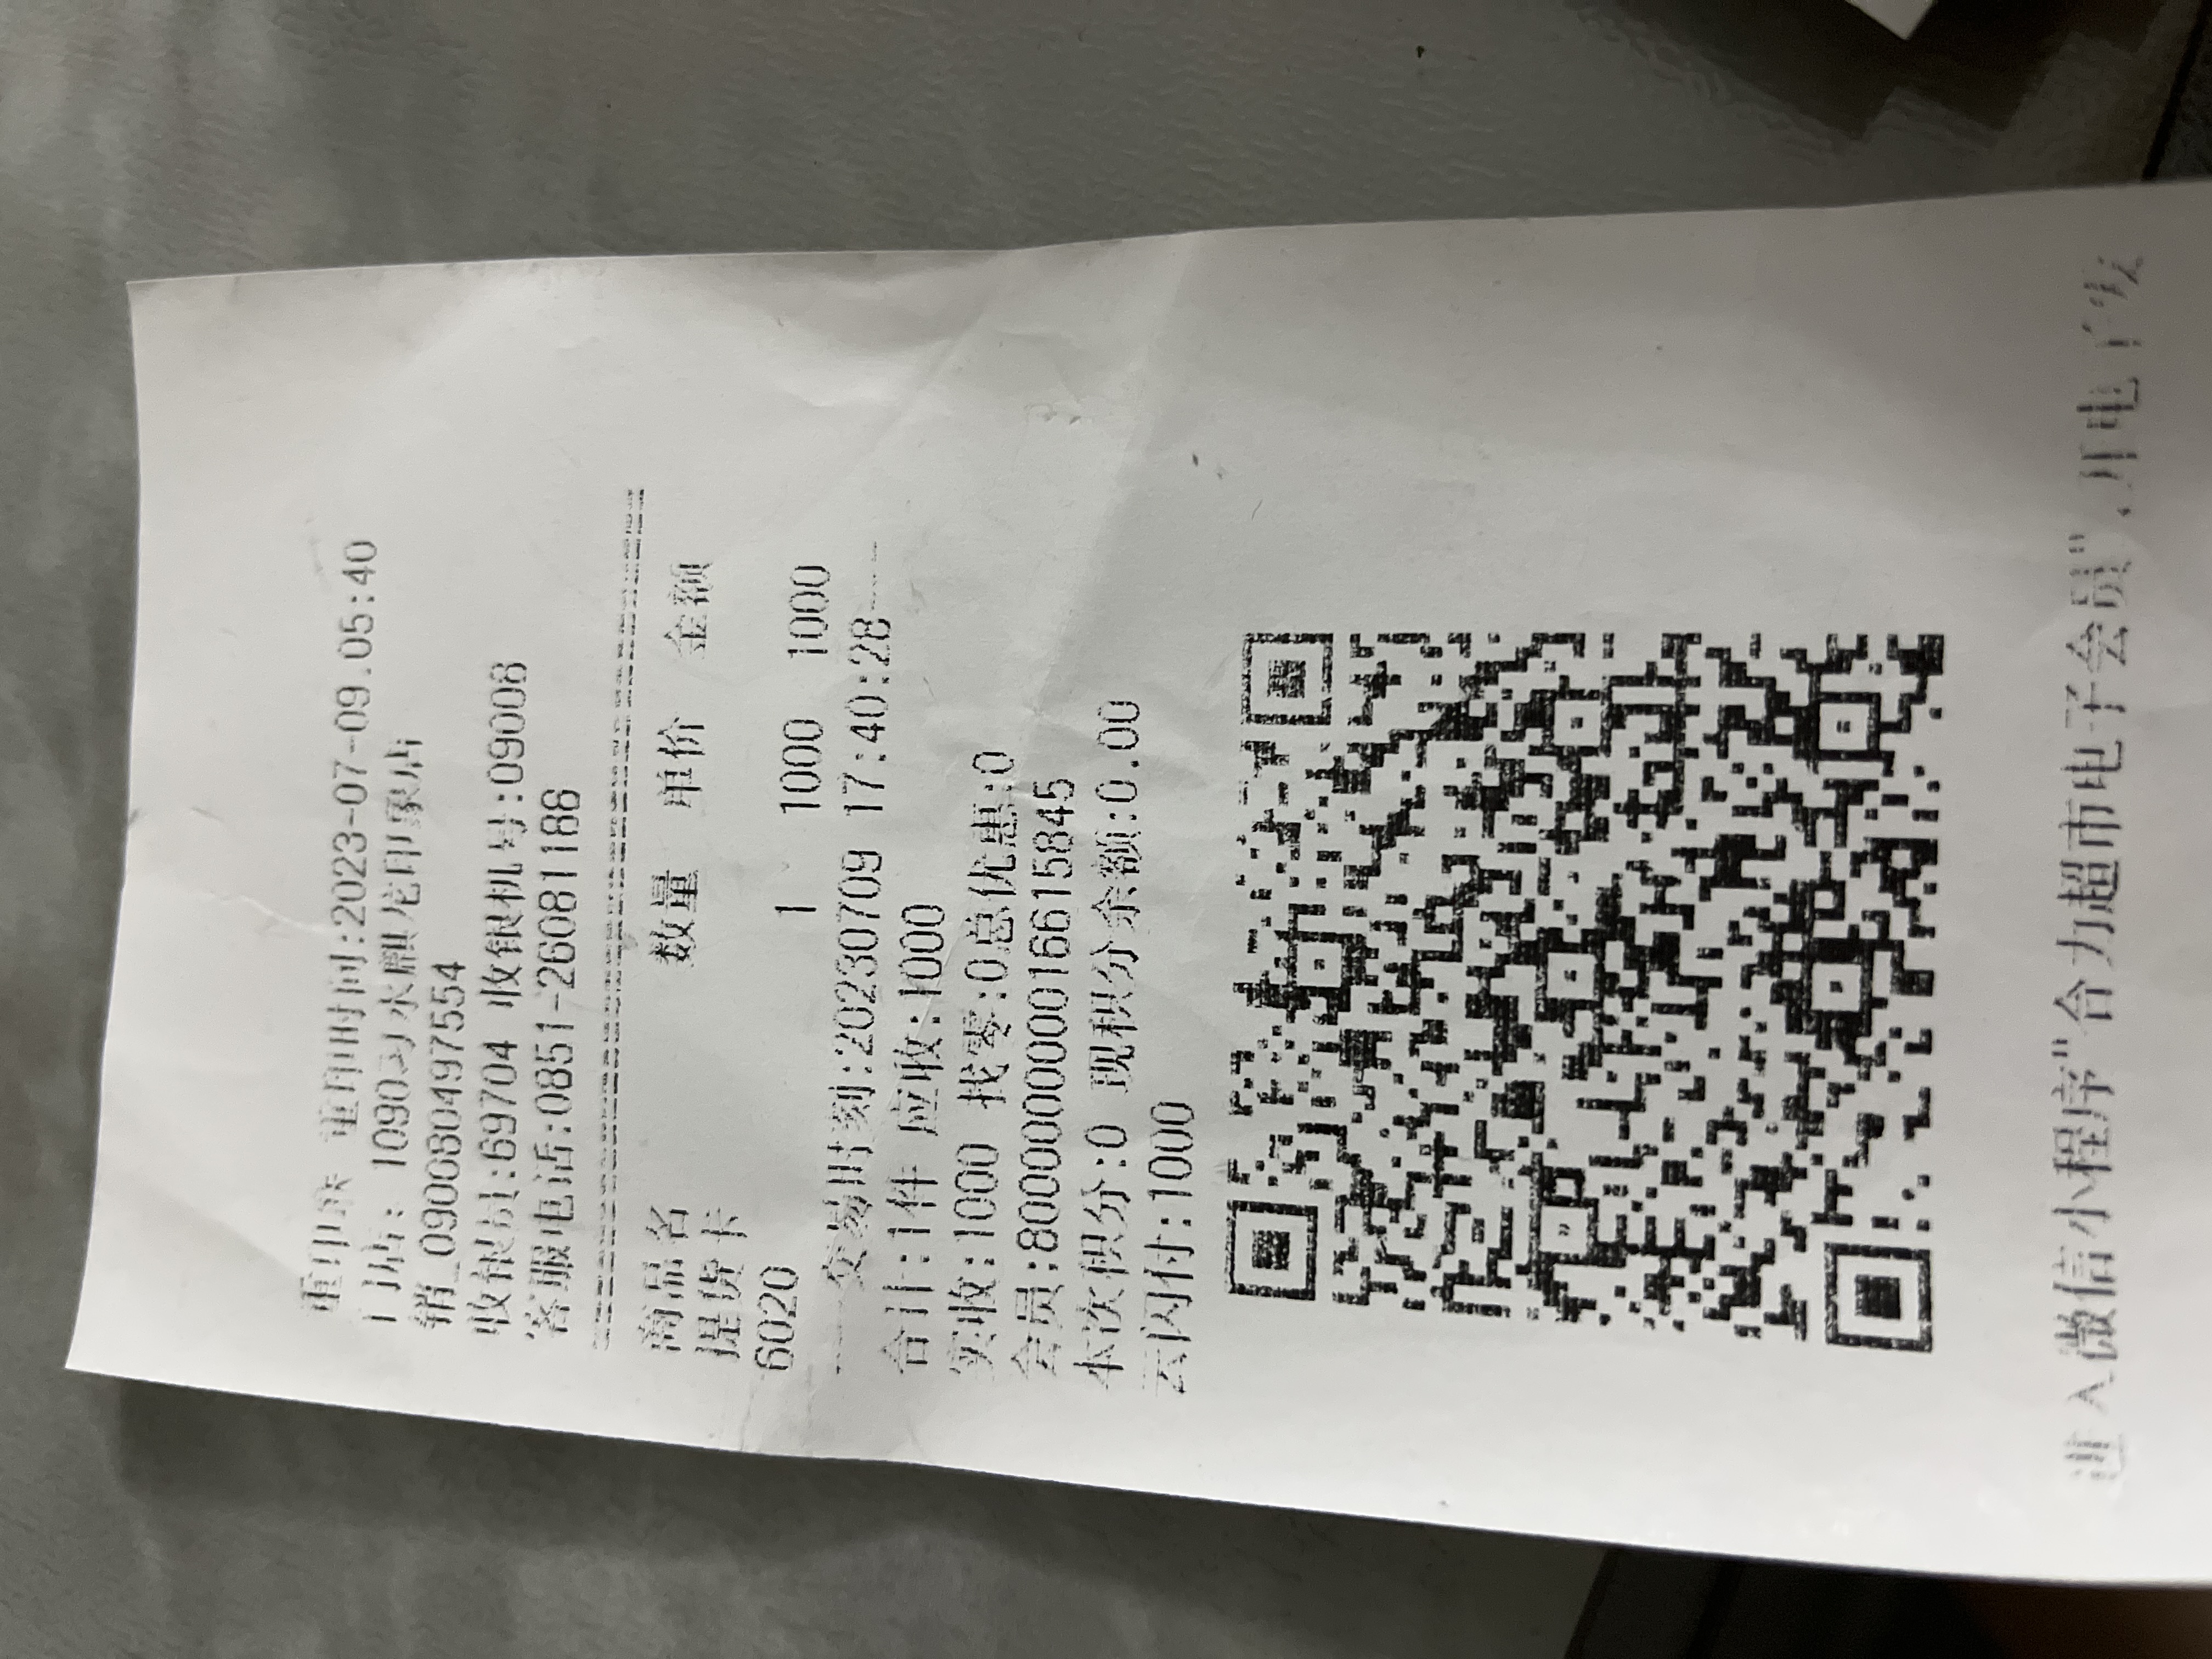 重印来 重印时间:2023-07-09.05:40
门店: 1090习水麒龙印象店
销_090080497554
收银员:69704 收银机号:09008
客服电话:0851-26081188
商品名 数量 单价 金额
提货卡
6020 1 1000 1000
----交易时刻:20230709 17:40:28----
合计:1件 应收:1000
实收:1000 找零:0总优惠:0
会员:8000000000016615845
本次积分:0 现积分余额:0.00
云闪付:1000
进入微信小程序"合力超市电子会员",开电子发